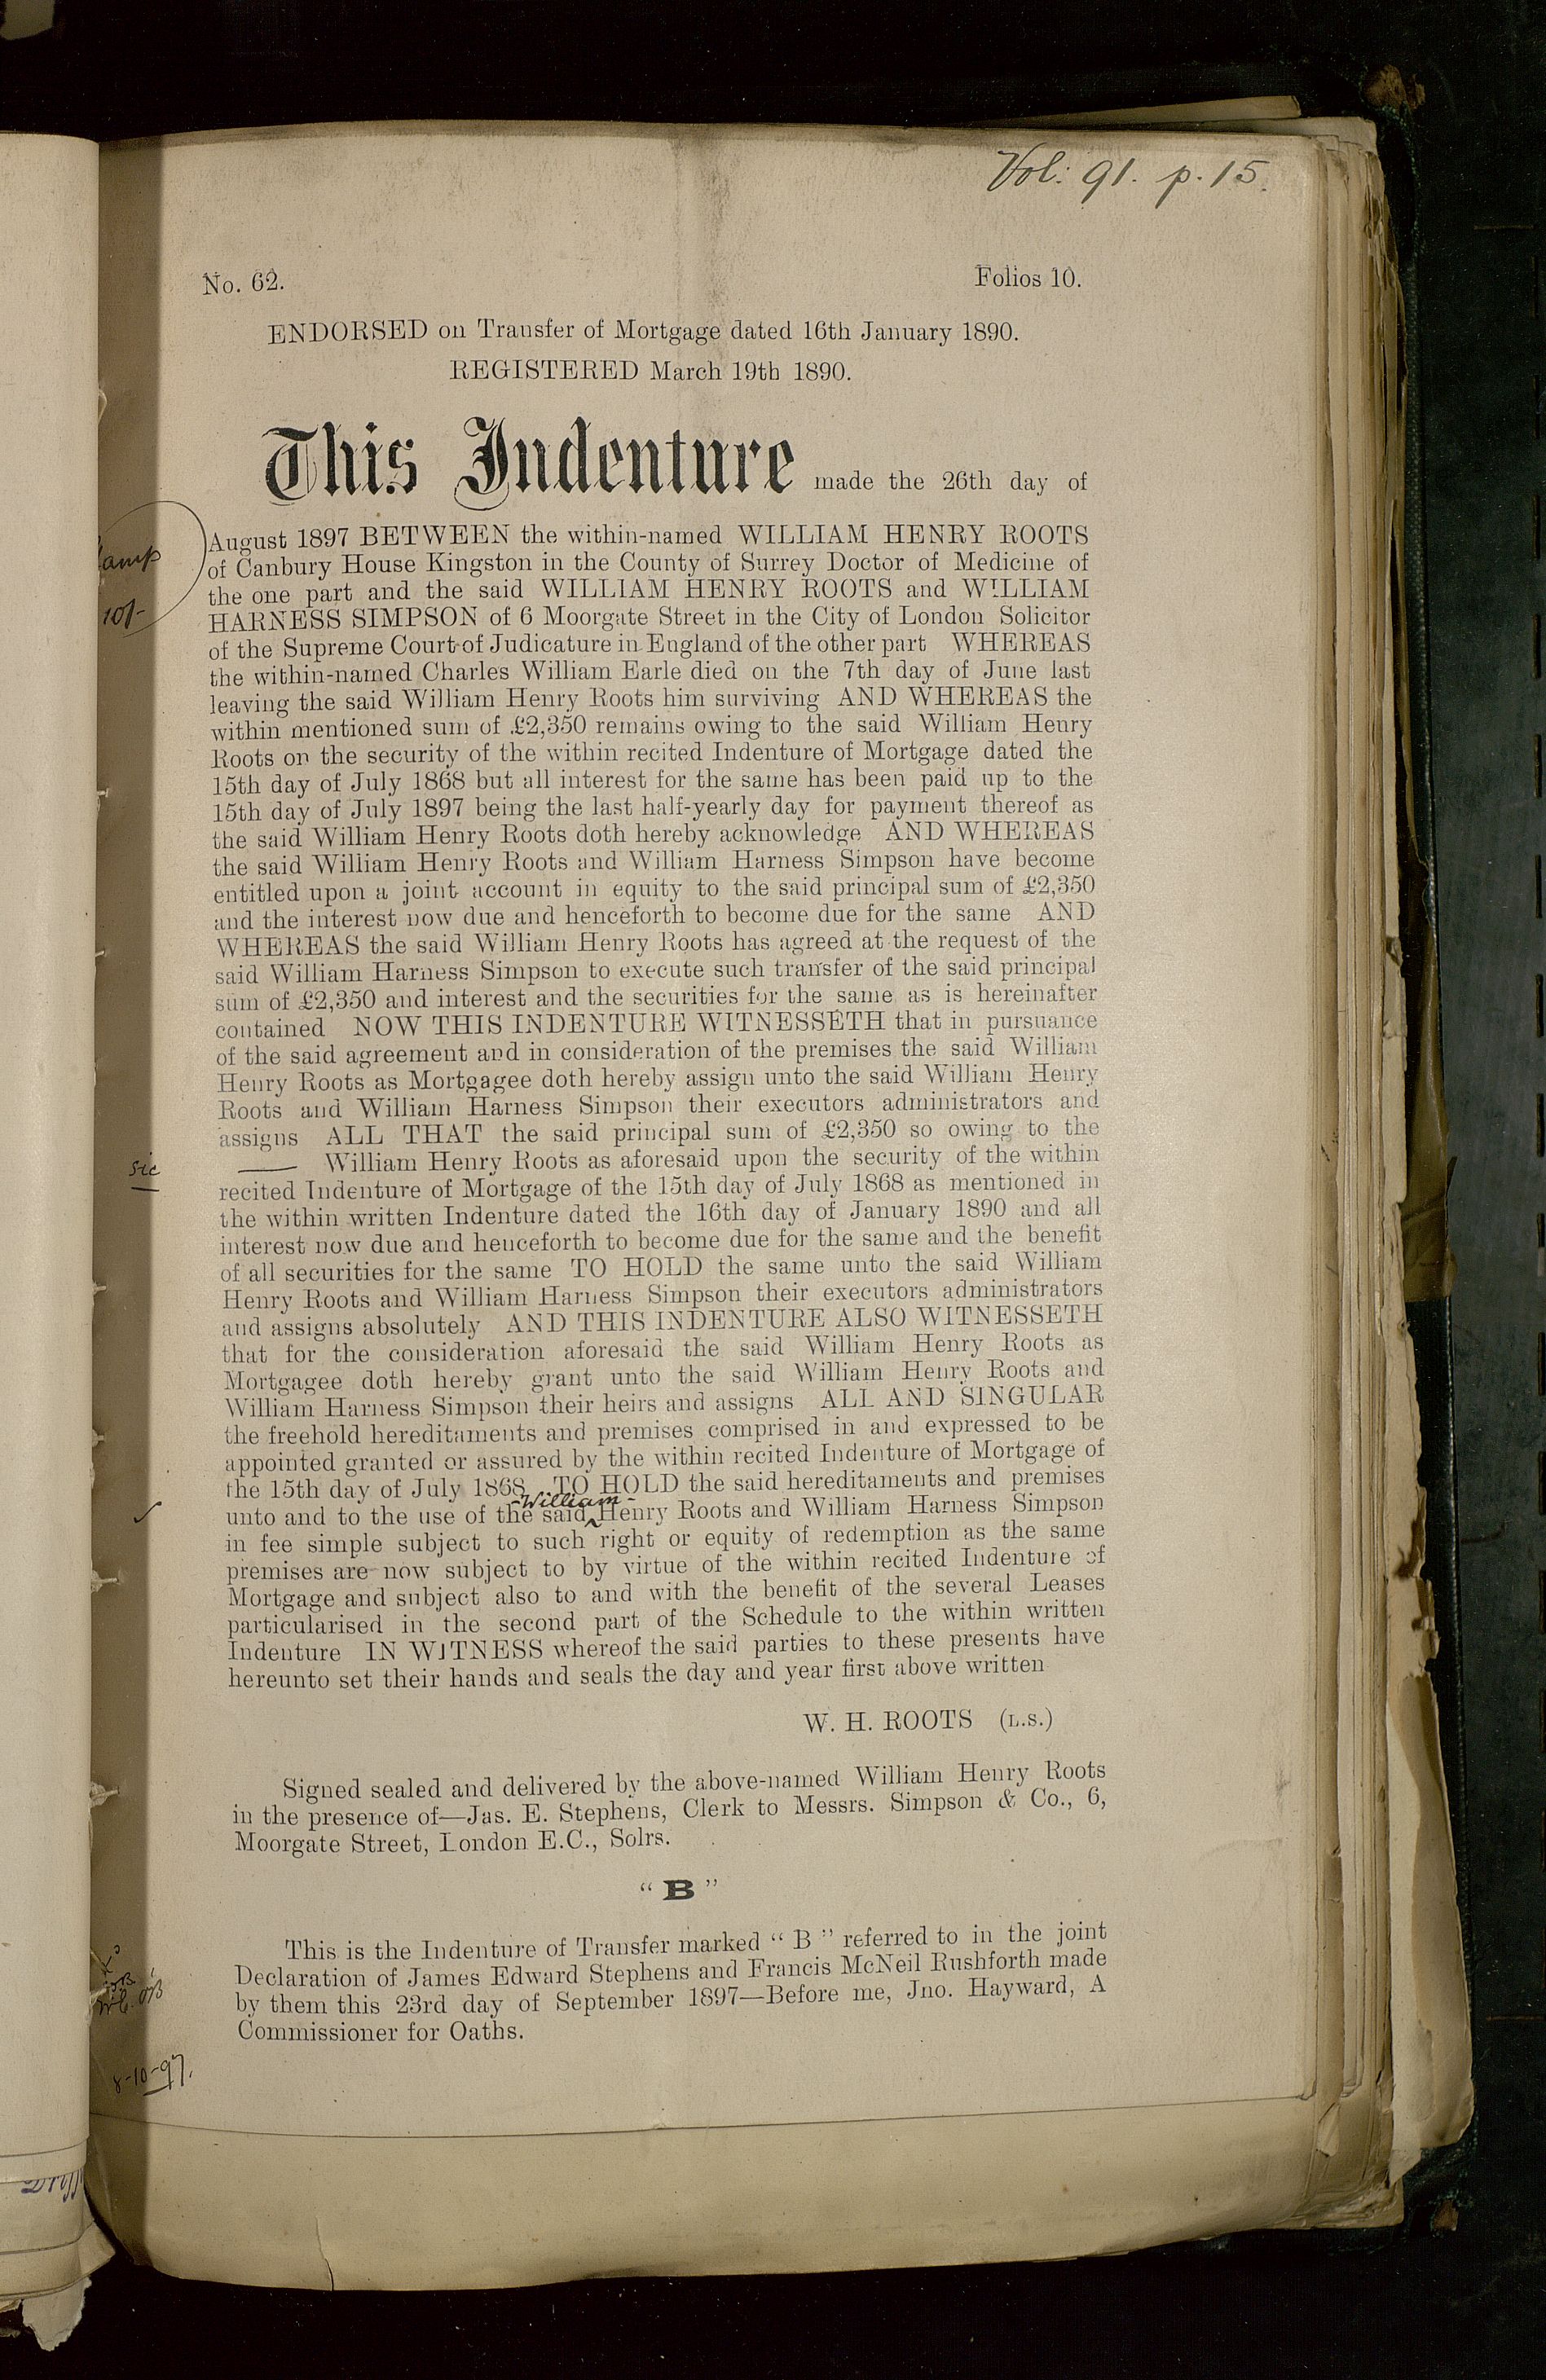 Vol: 91. p. 15.
No. 62. Folios 10.
ENDORSED on Transfer of Mortgage dated 16th January 1890.
REGISTERED March 19th 1890.
This Indenture made the 26th day of
August 1897 BETWEEN the within-named WILLIAM HENRY ROOTS
of Canbury House Kingston in the County of Surrey Doctor of Medicine of
the one part and the said WILLIAM HENRY ROOTS and WILLIAM
HARNESS SIMPSON of 6 Moorgate Street in the City of London Solicitor
of the Supreme Court of Judicature in England of the other part WHEREAS
the within-named Charles William Earle died on the 7th day of June last
leaving the said William Henry Roots him surviving AND WHEREAS the
within mentioned sum of £2,350 remains owing to the said William Henry
Roots on the security of the within recited Indenture of Mortgage dated the
15th day of July 1868 but all interest for the same has been paid up to the
15th day of July 1897 being the last half-yearly day for payment thereof as
the said William Henry Roots doth hereby acknowledge AND WHEREAS
the said William Henry Roots and William Harness Simpson have become
entitled upon a joint account in equity to the said principal sum of £2,350
and the interest now due and henceforth to become due for the same AND
WHEREAS the said William Henry Roots has agreed at the request of the
said William Harness Simpson to execute such transfer of the said principal
sum of £2,350 and interest and the securities for the same as is hereinafter
contained NOW THIS INDENTURE WITNESSETH that in pursuance
of the said agreement and in consideration of the premises the said William
Henry Roots as Mortgagee doth hereby assign unto the said William Henry
Roots and William Harness Simpson their executors administrators and
assigns ALL THAT the said principal sum of £2,350 so owing to the
sic —— William Henry Roots as aforesaid upon the security of the within
recited Indenture of Mortgage of the 15th day of July 1868 as mentioned in
the within written Indenture dated the 16th day of January 1890 and all
interest now due and henceforth to become due for the same and the benefit
of all securities for the same TO HOLD the same unto the said William
Henry Roots and William Harness Simpson their executors administrators
and assigns absolutely AND THIS INDENTURE ALSO WITNESSETH
that for the consideration aforesaid the said William Henry Roots as
Mortgagee doth hereby grant unto the said William Henry Roots and
William Harness Simpson their heirs and assigns ALL AND SINGULAR
the freehold hereditaments and premises comprised in and expressed to be
appointed granted or assured by the within recited Indenture of Mortgage of
the 15th day of July 1868 TO HOLD the said hereditaments and premises
unto and to the use of the said William Henry Roots and William Harness Simpson
in fee simple subject to such right or equity of redemption as the same
premises are now subject to by virtue of the within recited Indenture of
Mortgage and subject also to and with the benefit of the several Leases
particularised in the second part of the Schedule to the within written
Indenture IN WITNESS whereof the said parties to these presents have
hereunto set their hands and seals the day and year first above written
W. H. ROOTS (L.S.)
Signed sealed and delivered by the above-named William Henry Roots
in the presence of—Jas. E. Stephens, Clerk to Messrs. Simpson & Co., 6,
Moorgate Street, London E.C., Solrs.
"B"
This is the Indenture of Transfer marked "B" referred to in the joint
Declaration of James Edward Stephens and Francis McNeil Rushforth made
by them this 23rd day of September 1897—Before me, Jno. Hayward, A
Commissioner for Oaths.
8-10-97.